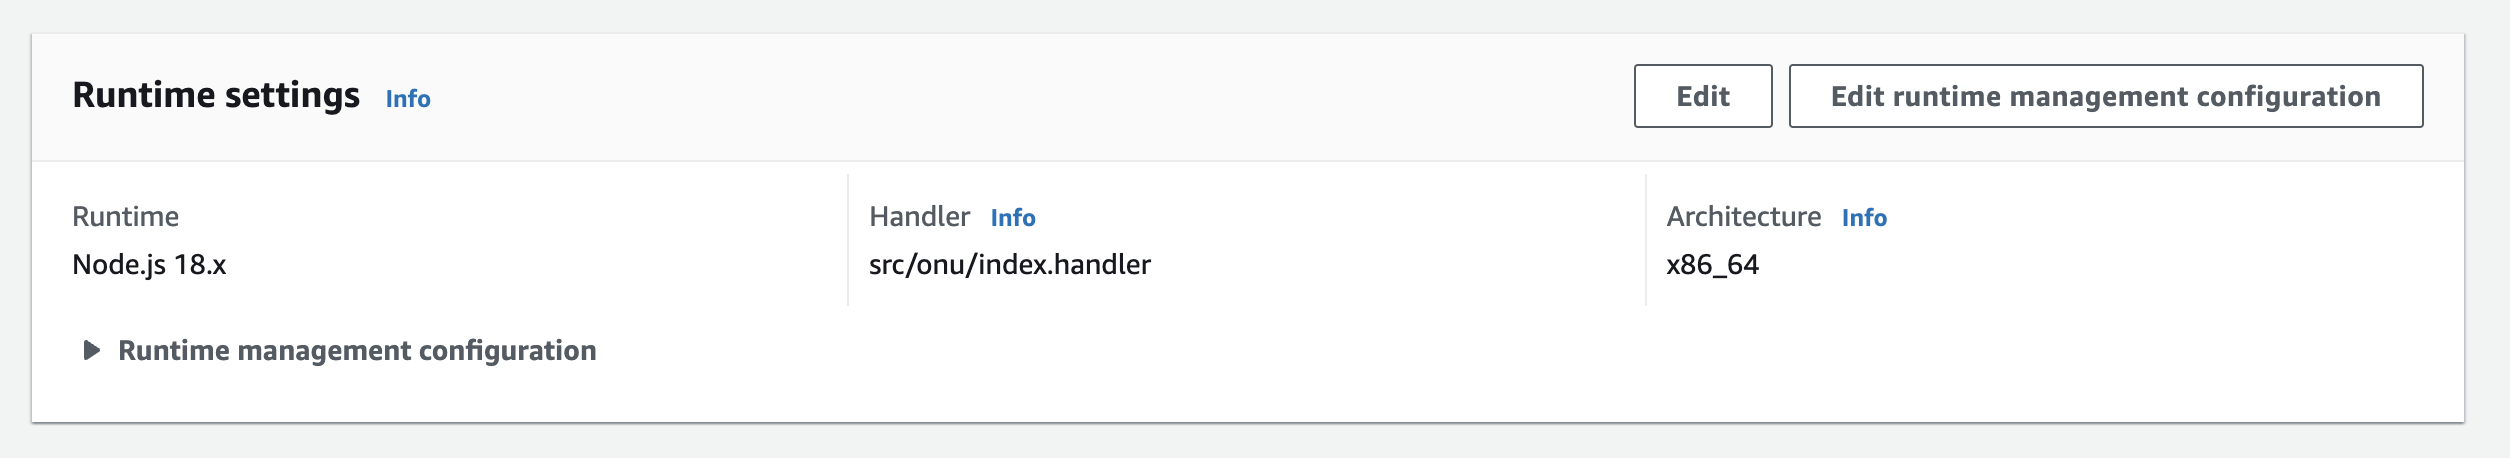 Runtime settings Info
Edit
Edit runtime management configuration
Runtime
Node.js 18.x
Handler Info
src/onu/index.handler
Architecture Info
x86_64
Runtime management configuration